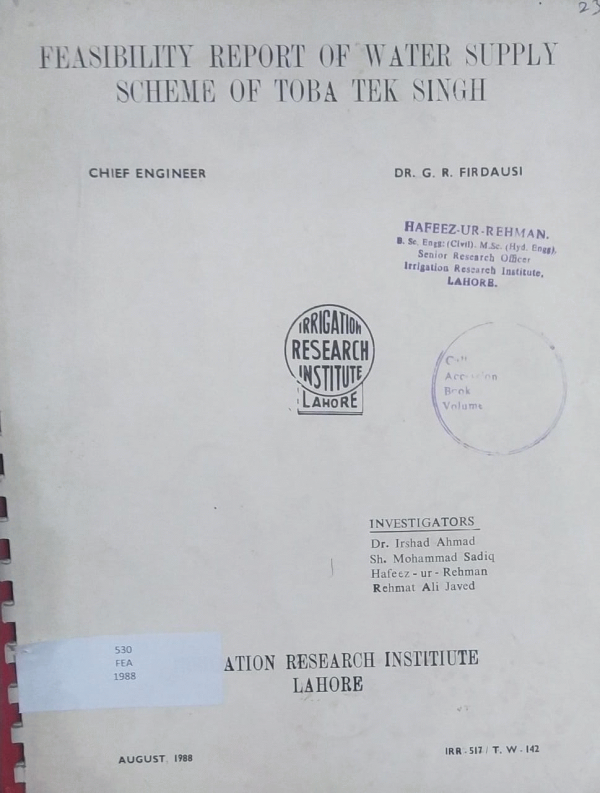 23
FEASIBILITY REPORT OF WATER SUPPLY
SCHEME OF TOBA TEK SINGH
CHIEF ENGINEER DR. G. R. FIRDAUSI
HAFEEZ-UR-REHMAN.
B. Sc. Engg: (Civil). M.Sc. (Hyd. Engg).
Senior Research Officer
Irrigation Research Institute,
LAHORE.
IRRIGATION
RESEARCH
INSTITUTE
LAHORE
Call
Book
Volume
INVESTIGATORS
Dr. Irshad Ahmad
Sh. Mohammad Sadiq
Hafeez - ur - Rehman
Rehmat Ali Javed
530
FEA
1988
ATION RESEARCH INSTITIUTE
LAHORE
AUGUST, 1988
IRR - 517 / T. W - 142